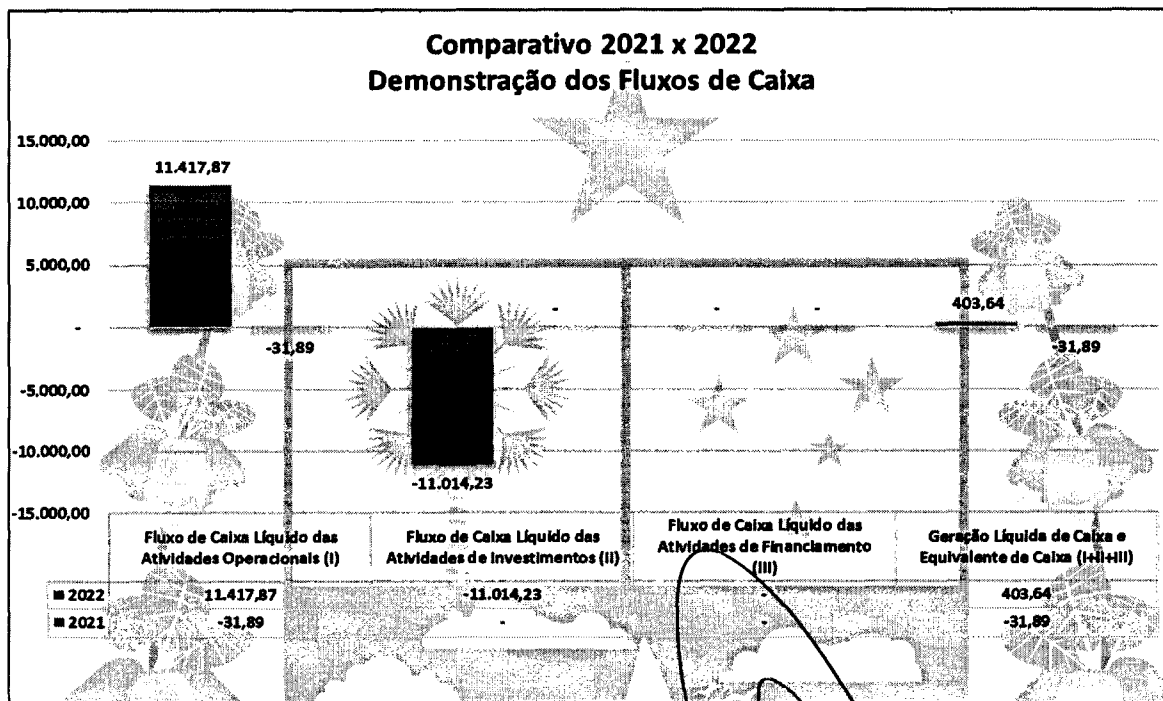 Comparativo 2021 x 2022
Demonstração dos Fluxos de Caixa
15.000,00
11.417,87
10.000,00
5.000,00
- - -
403,64
-
-31,89
-31,89
-5.000,00
-10.000,00
-11.014,23
-15.000,00
Fluxo de Caixa Líquido das
Atividades Operacionais (I)
Fluxo de Caixa Líquido das
Atividades de Investimentos (II)
Fluxo de Caixa Líquido das
Atividades de Financiamento
(III)
Geração Líquida de Caixa e
Equivalente de Caixa (I+II+III)
2022 11.417,87 -11.014,23 - 403,64
2021 -31,89 - - -31,89